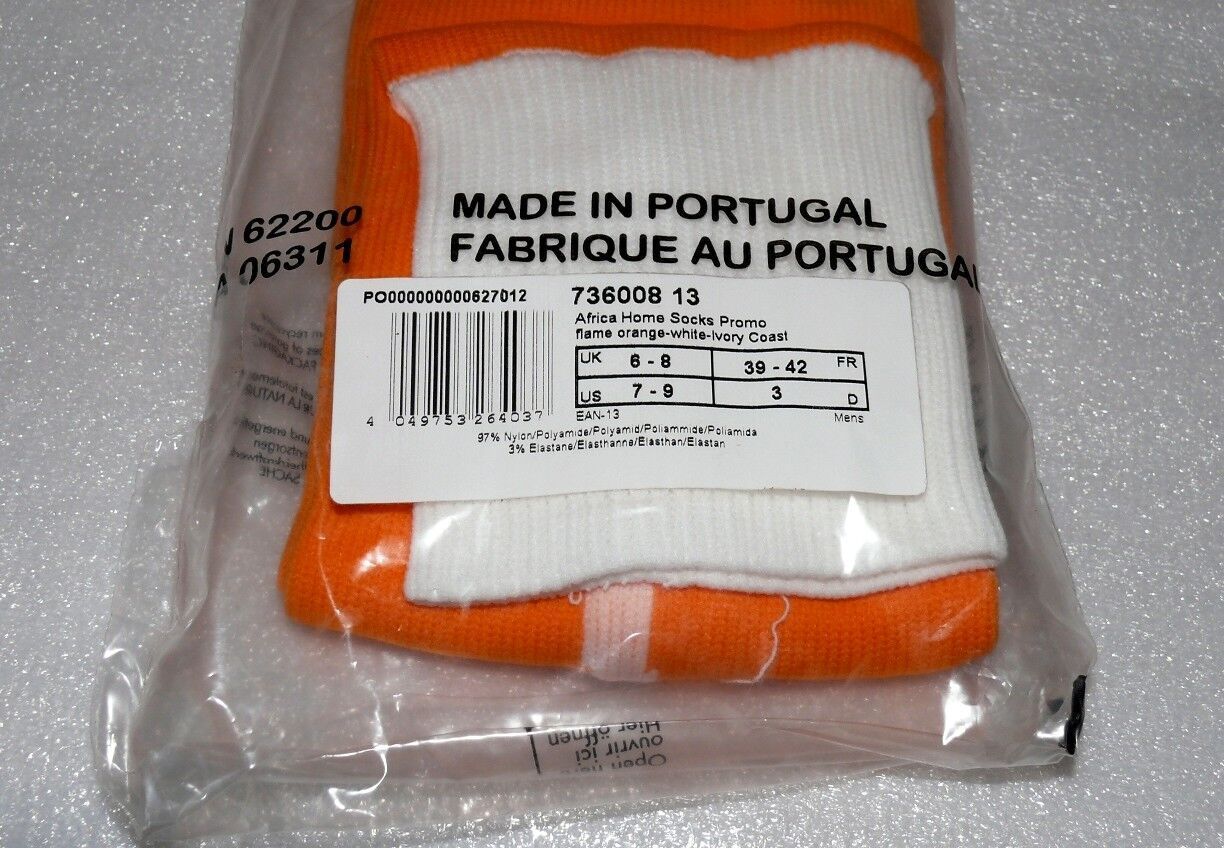 MADE IN PORTUGAL
FABRIQUE AU PORTUGAL
62200
06311
PO000000000627012
736008 13
Africa Home Socks Promo
flame orange-white-Ivory Coast
UK 6 - 8 39 - 42 FR
US 7 - 9 3 D
4 049753 264037
EAN-13 Mens
97% Nylon/Polyamide/Polyamid/Poliammide/Poliamida
3% Elastane/Elasthanne/Elasthan/Elastan
Open here
ouvrir ici
Hier öffnen